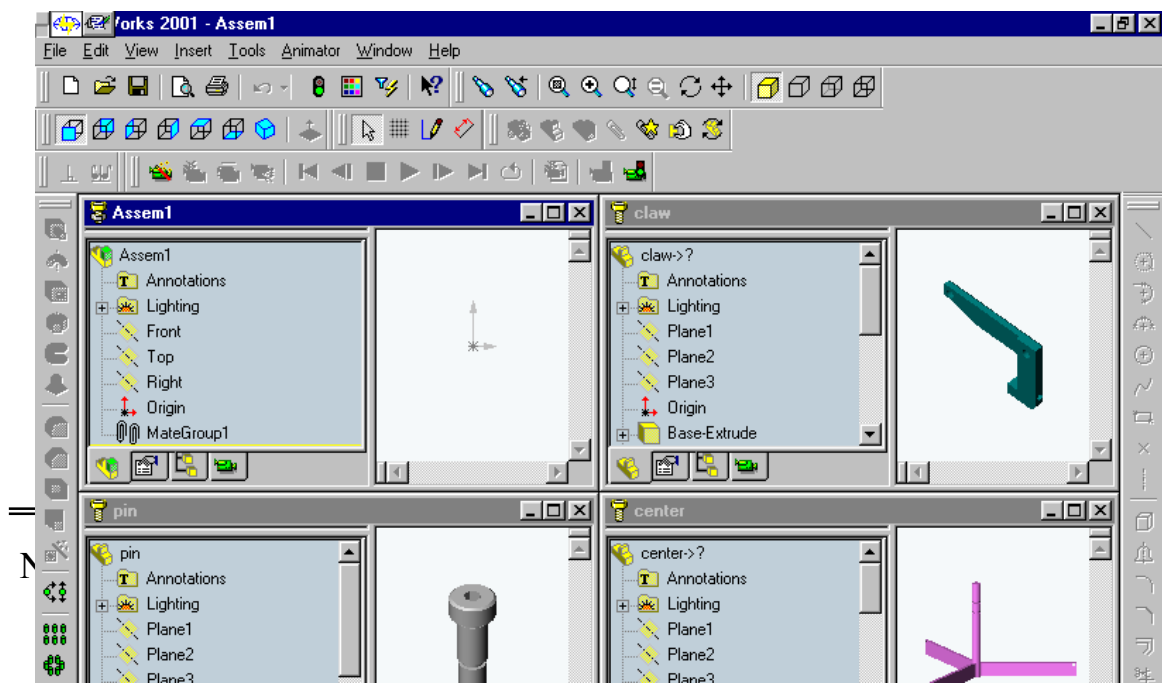 Works 2001 - Assem1
File Edit View Insert Tools Animator Window Help
Assem1
Assem1
Annotations
Lighting
Front
Top
Right
Origin
MateGroup1
claw
claw->?
Annotations
Lighting
Plane1
Plane2
Plane3
Origin
Base-Extrude
pin
pin
Annotations
Lighting
Plane1
Plane2
Plane3
center
center->?
Annotations
Lighting
Plane1
Plane2
Plane3
N